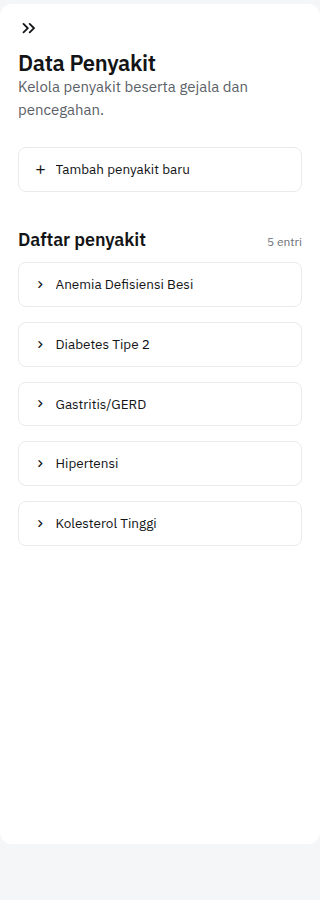 Data Penyakit
Kelola penyakit beserta gejala dan
pencegahan.
Tambah penyakit baru
Daftar penyakit
5 entri
Anemia Defisiensi Besi
Diabetes Tipe 2
Gastritis/GERD
Hipertensi
Kolesterol Tinggi